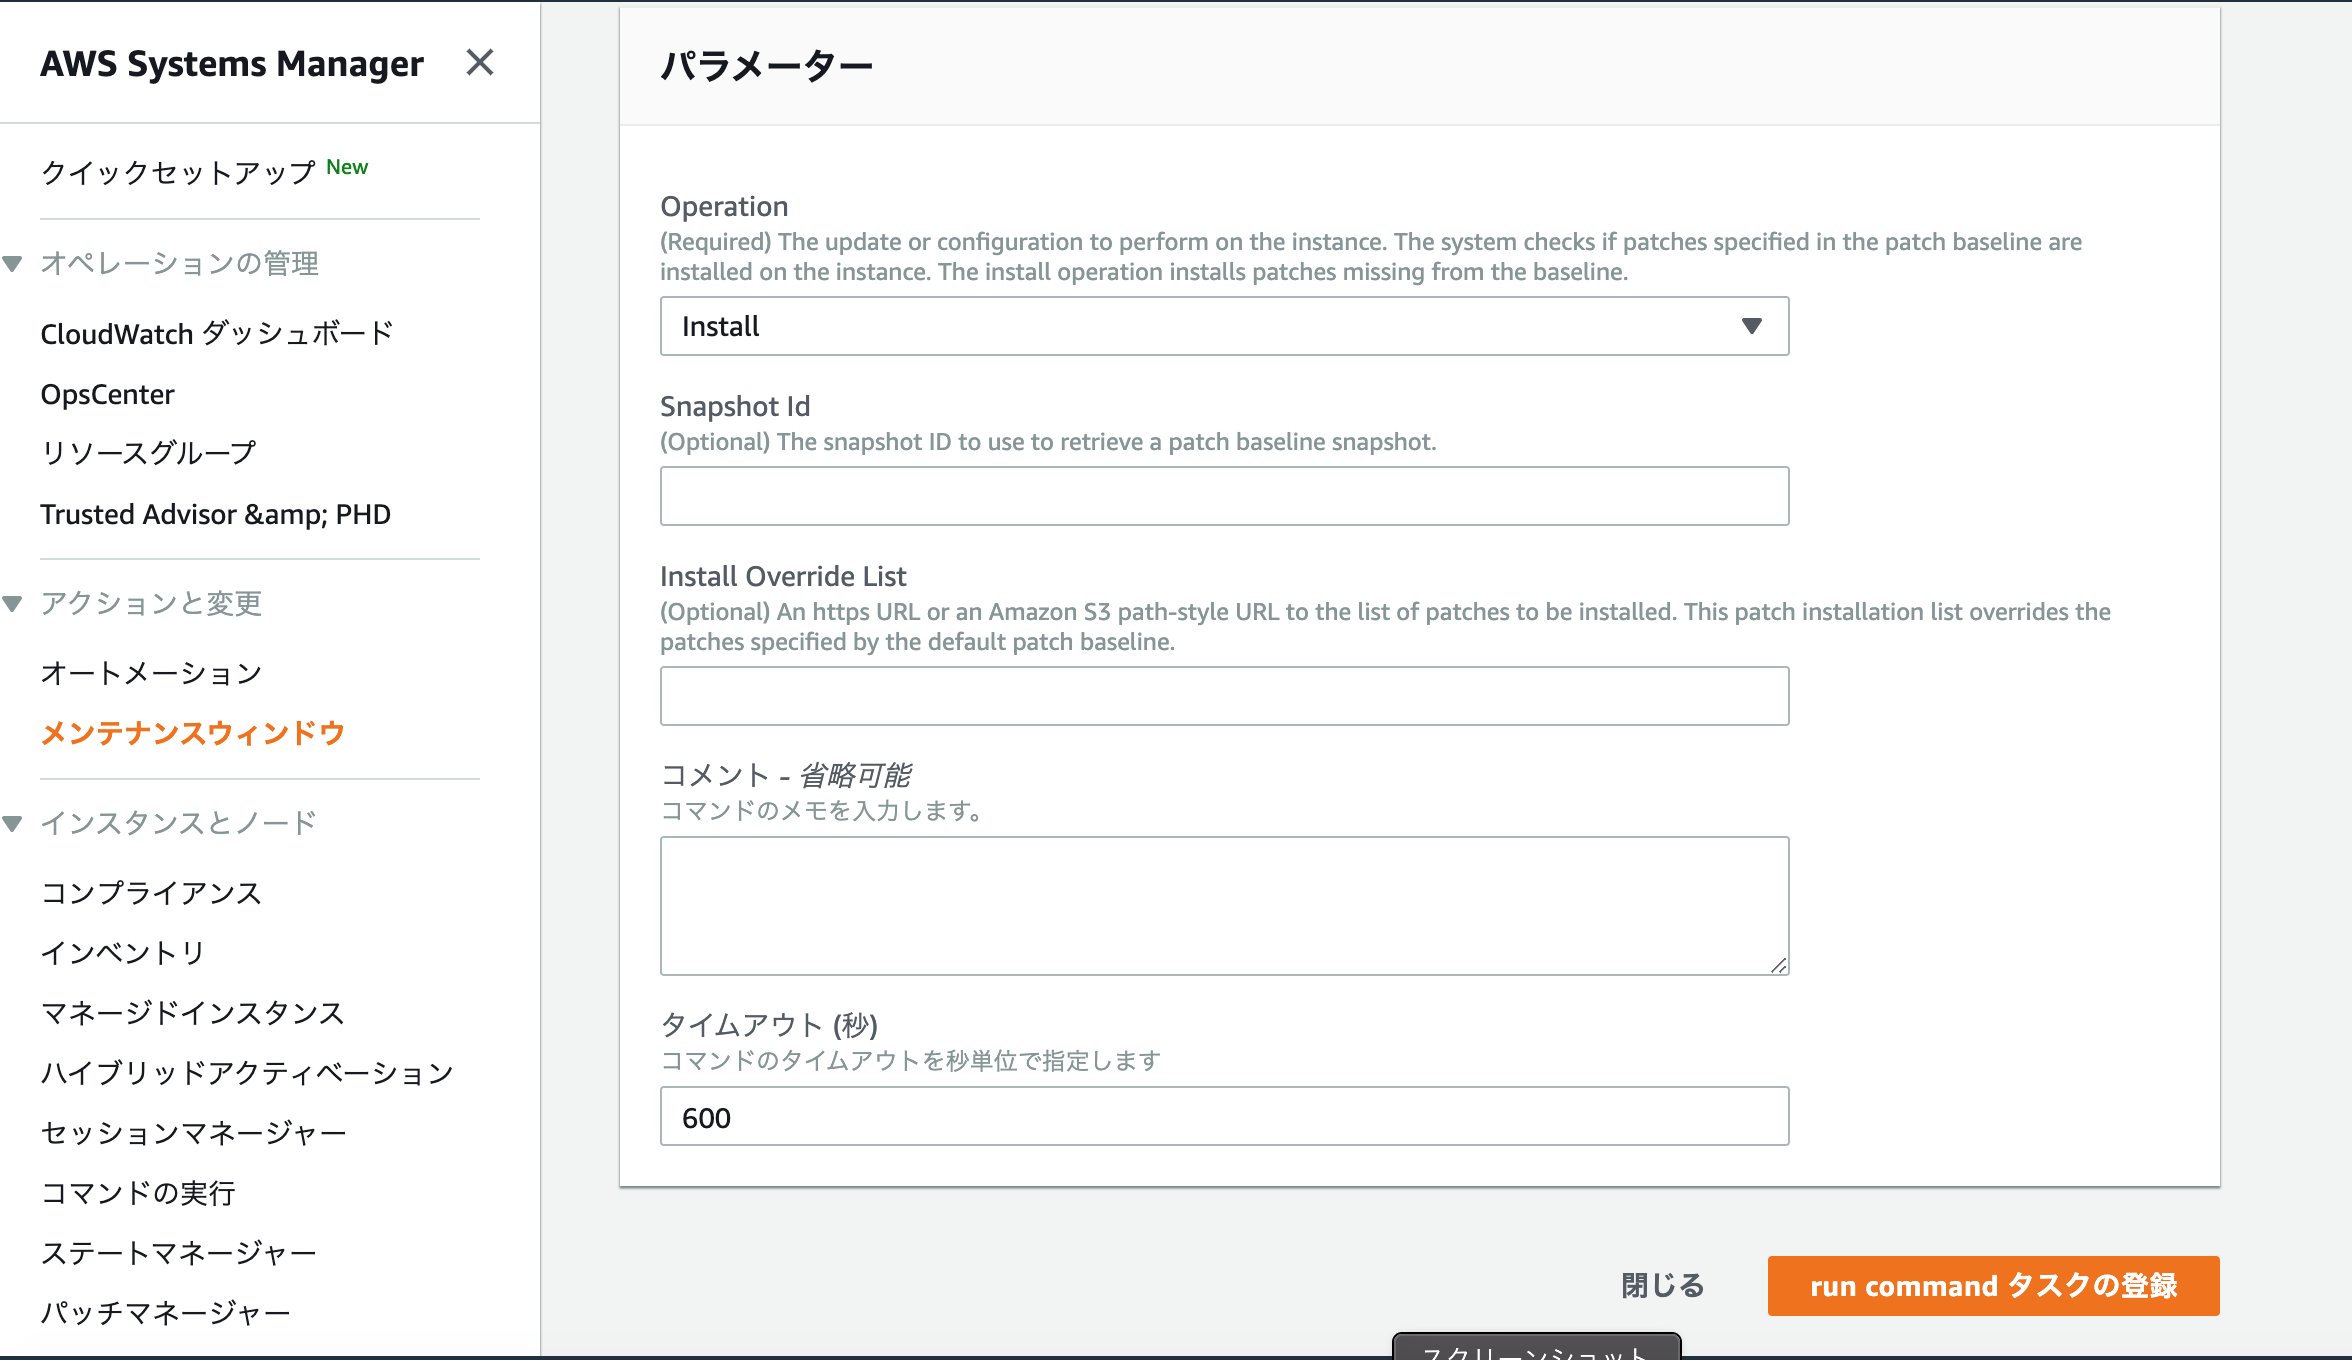 AWS Systems Manager
クイックセットアップ New
オペレーションの管理
CloudWatch ダッシュボード
OpsCenter
リソースグループ
Trusted Advisor &amp; PHD
アクションと変更
オートメーション
メンテナンスウィンドウ
インスタンスとノード
コンプライアンス
インベントリ
マネージドインスタンス
ハイブリッドアクティベーション
セッションマネージャー
コマンドの実行
ステートマネージャー
パッチマネージャー
パラメーター
Operation
(Required) The update or configuration to perform on the instance. The system checks if patches specified in the patch baseline are
installed on the instance. The install operation installs patches missing from the baseline.
Install
Snapshot Id
(Optional) The snapshot ID to use to retrieve a patch baseline snapshot.
Install Override List
(Optional) An https URL or an Amazon S3 path-style URL to the list of patches to be installed. This patch installation list overrides the
patches specified by the default patch baseline.
コメント - 省略可能
コマンドのメモを入力します。
タイムアウト (秒)
コマンドのタイムアウトを秒単位で指定します
600
閉じる
run command タスクの登録
スクリーンショット